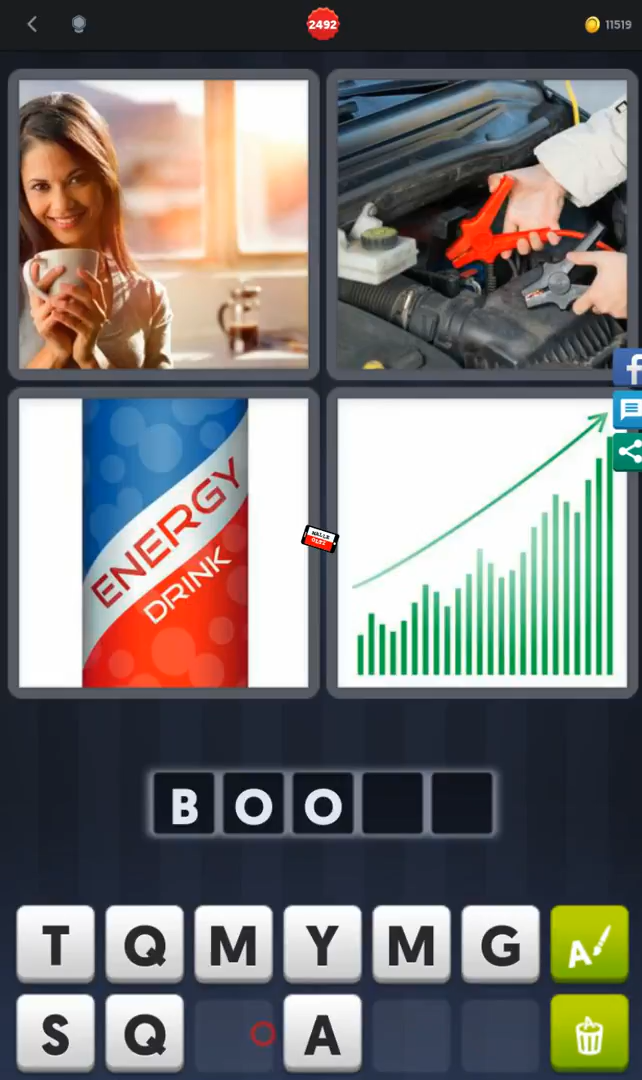 2492
11519
ENERGY
DRINK
B O O
T Q M Y M G A
S Q A